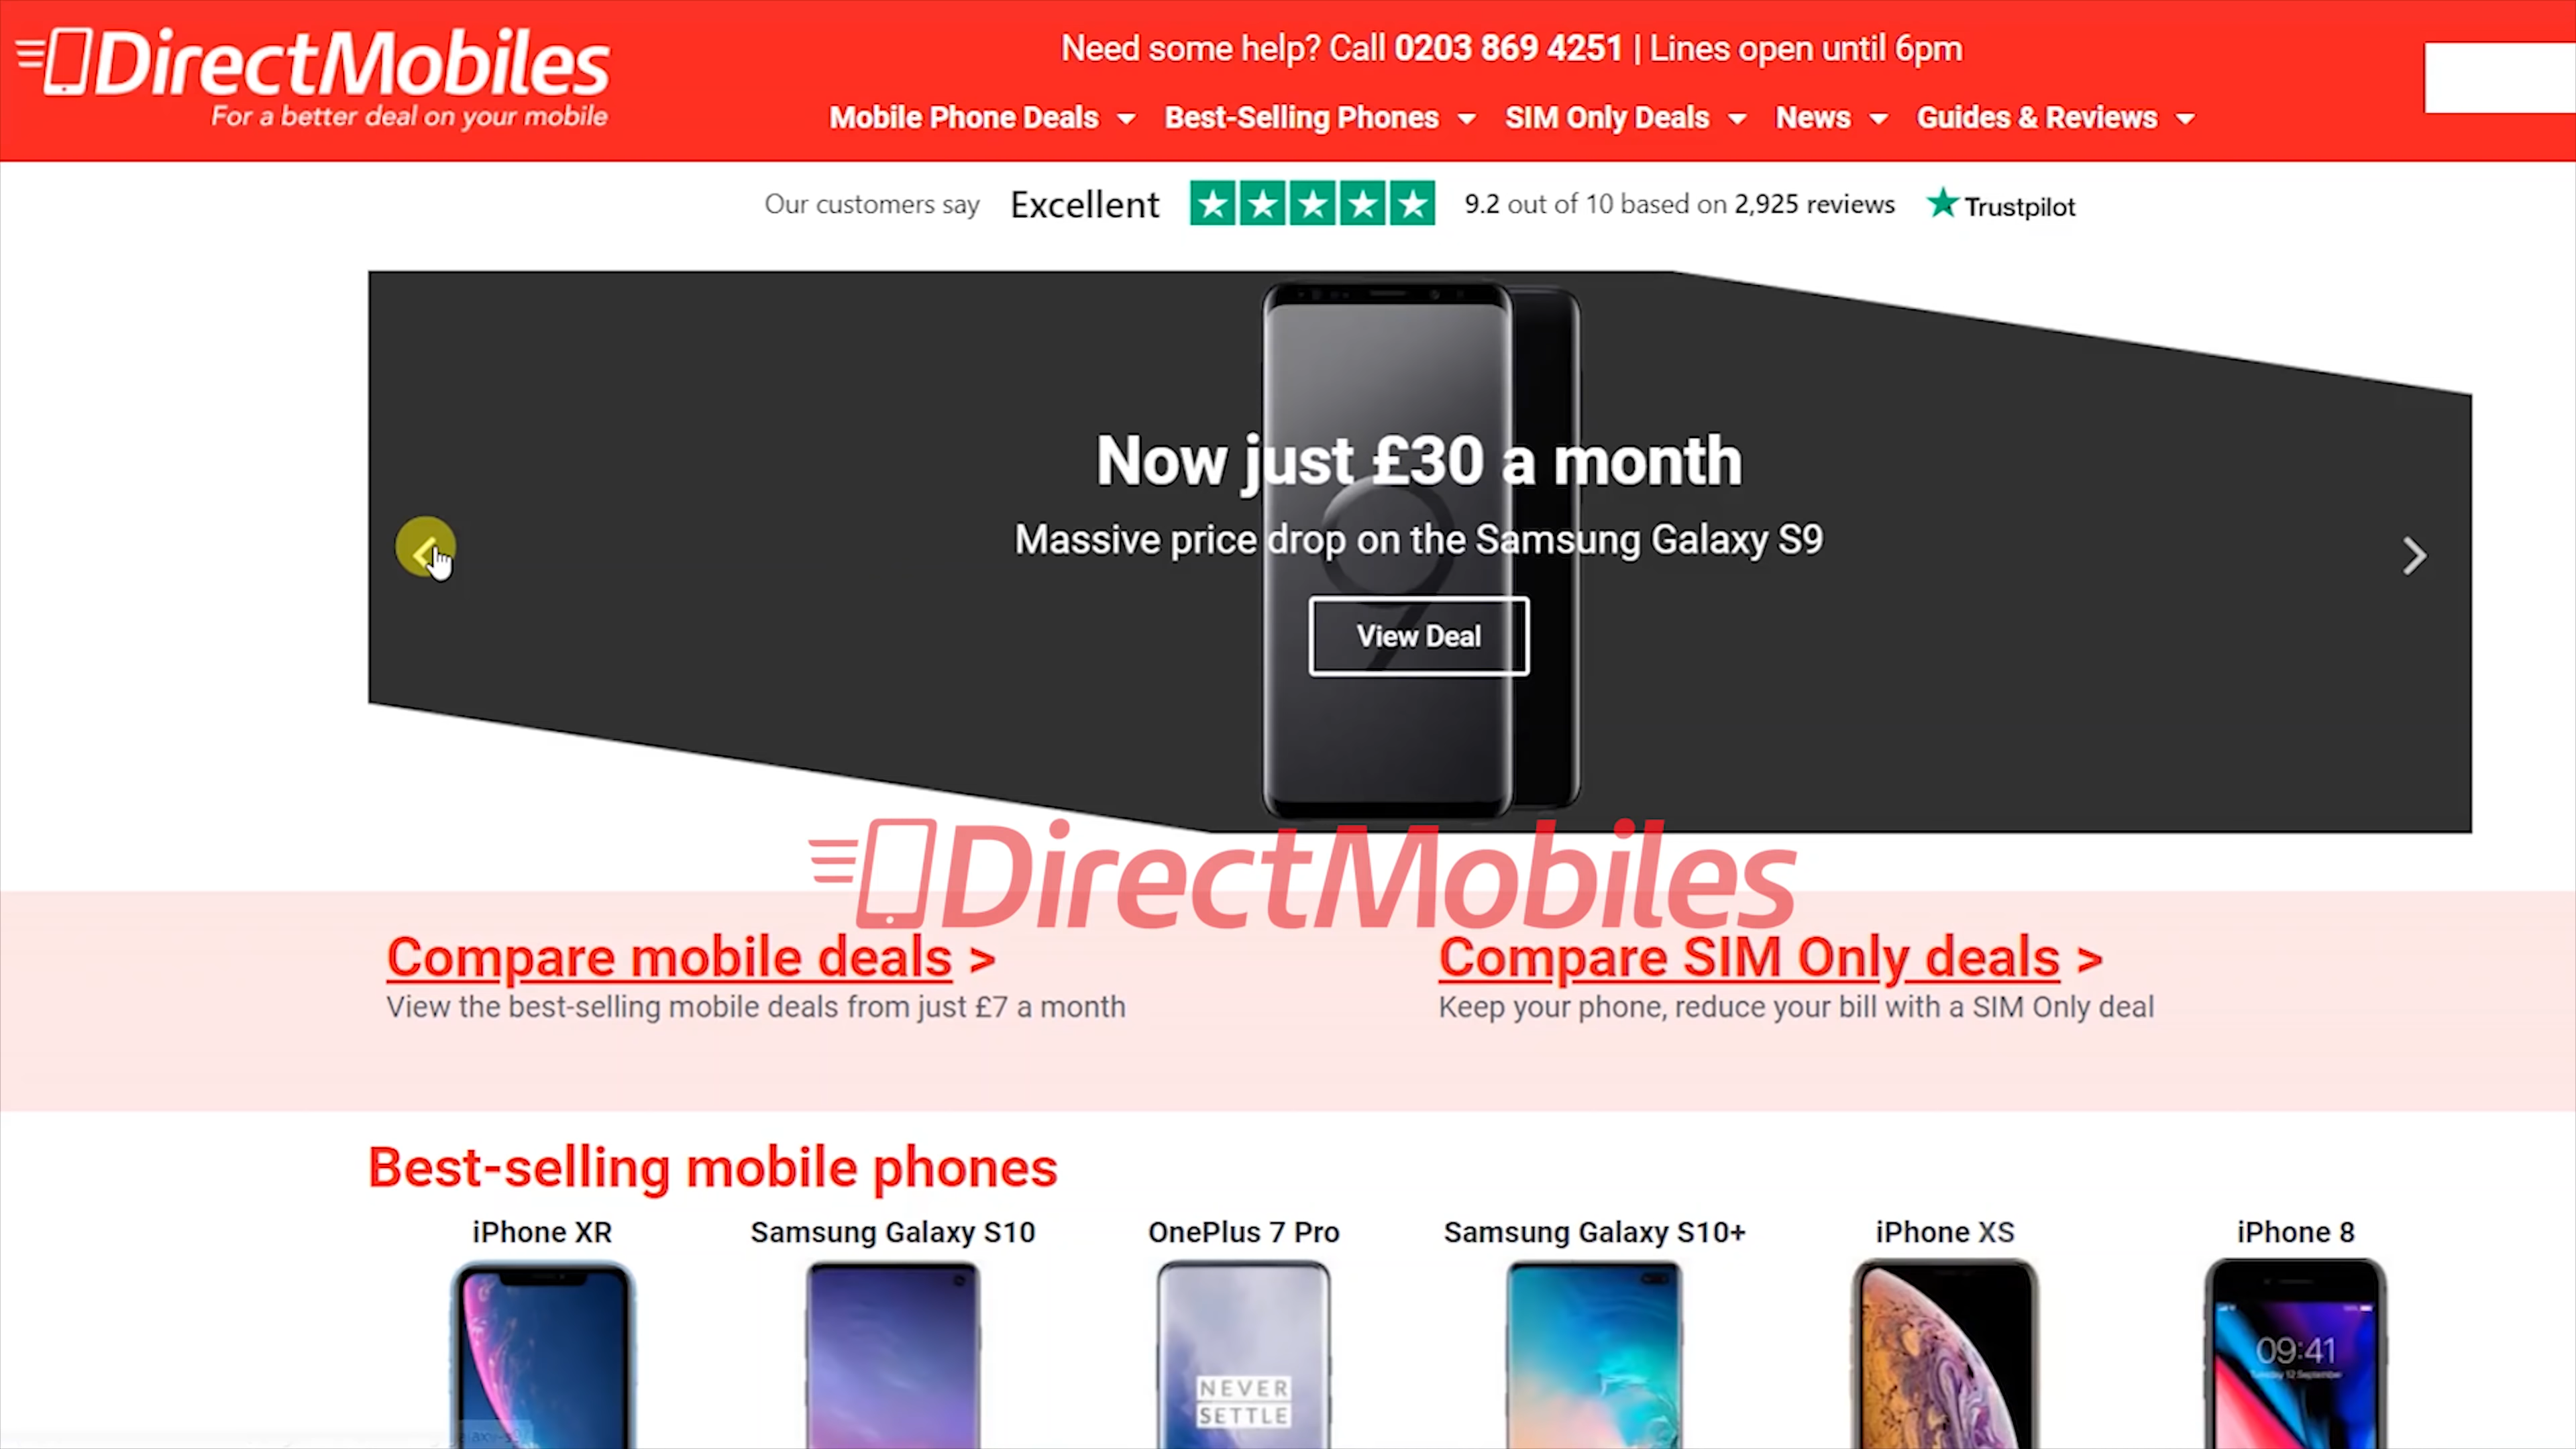 DirectMobiles
For a better deal on your mobile
Need some help? Call 0203 869 4251 | Lines open until 6pm
Mobile Phone Deals
Best-Selling Phones
SIM Only Deals
News
Guides & Reviews
Our customers say Excellent 9.2 out of 10 based on 2,925 reviews Trustpilot
Now just £30 a month
Massive price drop on the Samsung Galaxy S9
View Deal
DirectMobiles
Compare mobile deals >
View the best-selling mobile deals from just £7 a month
Compare SIM Only deals >
Keep your phone, reduce your bill with a SIM Only deal
Best-selling mobile phones
iPhone XR
Samsung Galaxy S10
OnePlus 7 Pro
Samsung Galaxy S10+
iPhone XS
iPhone 8
NEVER
SETTLE
09:41
Tuesday 12 September